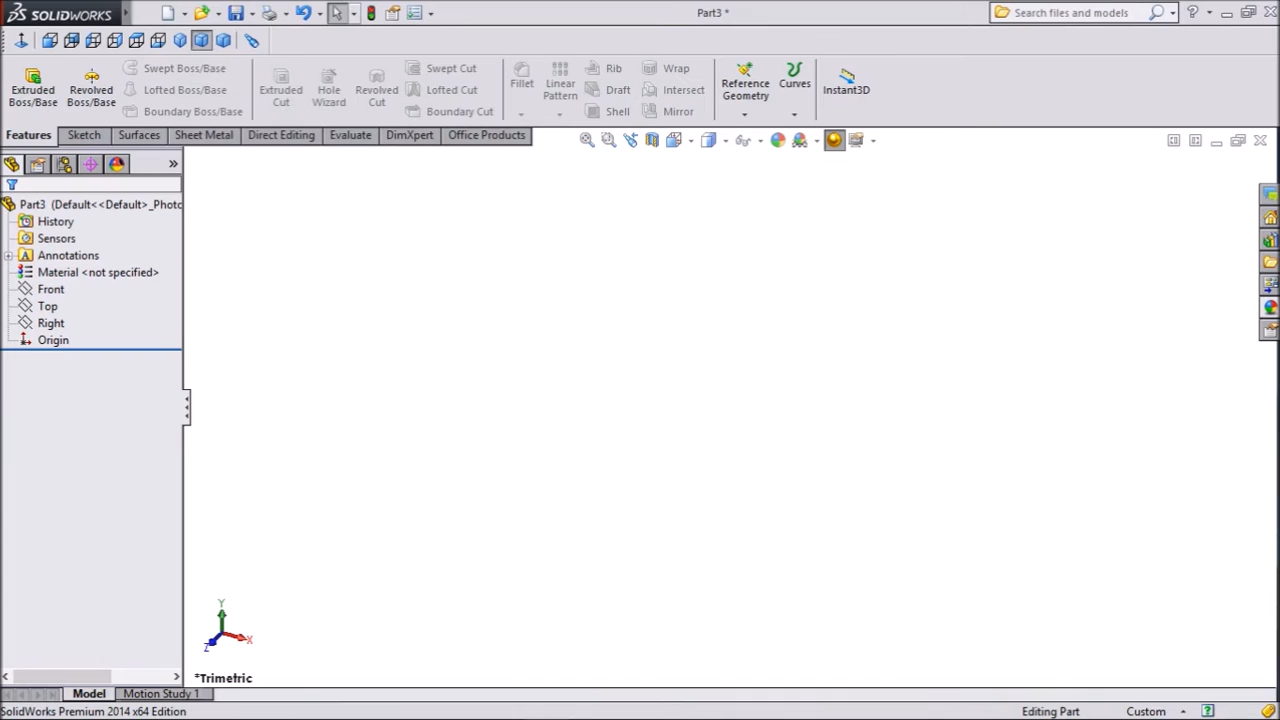 SOLIDWORKS
Part3 *
Search files and models
Extruded Boss/Base
Revolved Boss/Base
Swept Boss/Base
Lofted Boss/Base
Boundary Boss/Base
Extruded Cut
Hole Wizard
Revolved Cut
Swept Cut
Lofted Cut
Boundary Cut
Fillet
Linear Pattern
Rib
Draft
Shell
Wrap
Intersect
Mirror
Reference Geometry
Curves
Instant3D
Features
Sketch
Surfaces
Sheet Metal
Direct Editing
Evaluate
DimXpert
Office Products
Part3 (Default<<Default>_Photo
History
Sensors
Annotations
Material <not specified>
Front
Top
Right
Origin
Y
X
Z
*Trimetric
Model
Motion Study 1
SolidWorks Premium 2014 x64 Edition
Editing Part
Custom